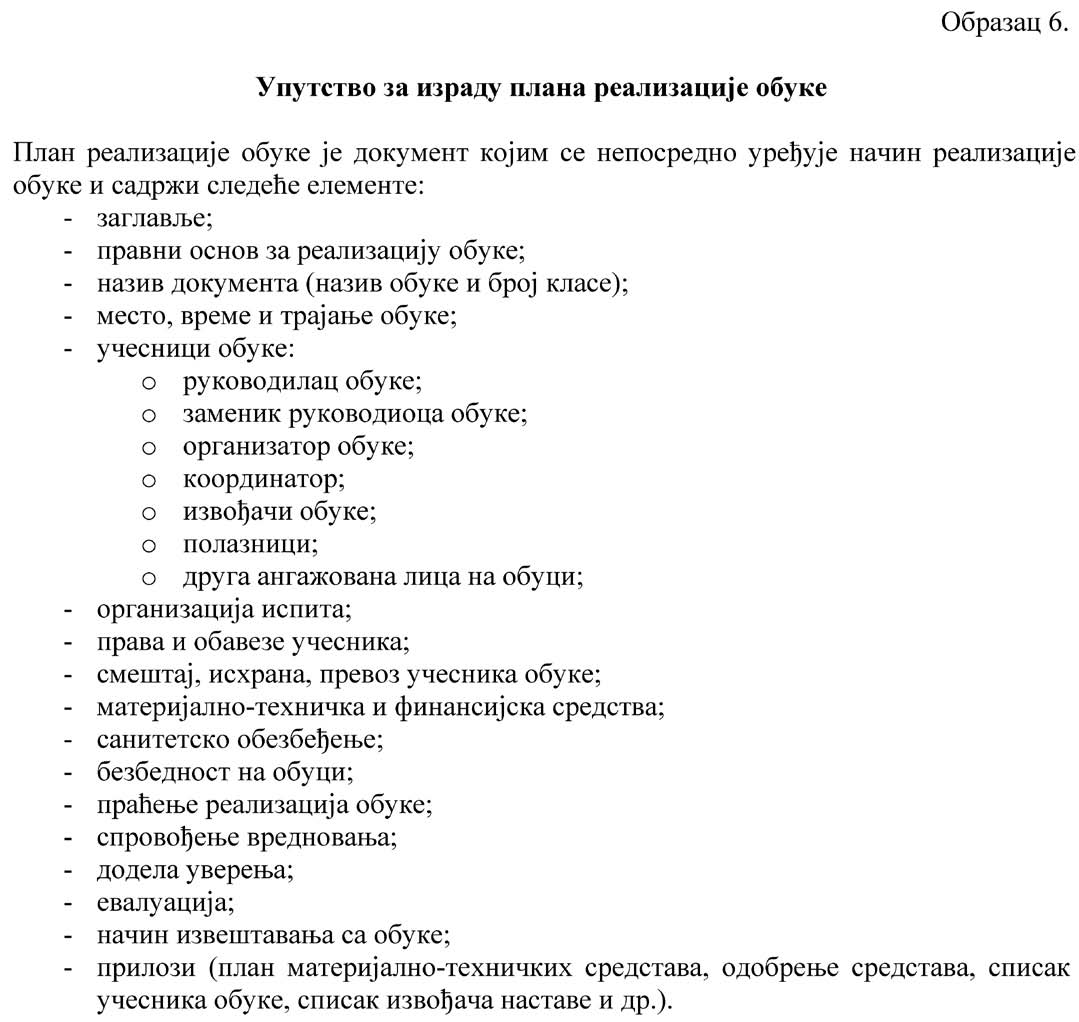 Образац 6.
Упутство за израду плана реализације обуке
План реализације обуке је документ којим се непосредно уређује начин реализације
обуке и садржи следеће елементе:
- заглавље;
- правни основ за реализацију обуке;
- назив документа (назив обуке и број класе);
- место, време и трајање обуке;
- учесници обуке:
o руководилац обуке;
o заменик руководиоца обуке;
o организатор обуке;
o координатор;
o извођачи обуке;
o полазници;
o друга ангажована лица на обуци;
- организација испита;
- права и обавезе учесника;
- смештај, исхрана, превоз учесника обуке;
- материјално-техничка и финансијска средства;
- санитетско обезбеђење;
- безбедност на обуци;
- праћење реализација обуке;
- спровођење вредновања;
- додела уверења;
- евалуација;
- начин извештавања са обуке;
- прилози (план материјално-техничких средстава, одобрење средстава, списак
учесника обуке, списак извођача наставе и др.).